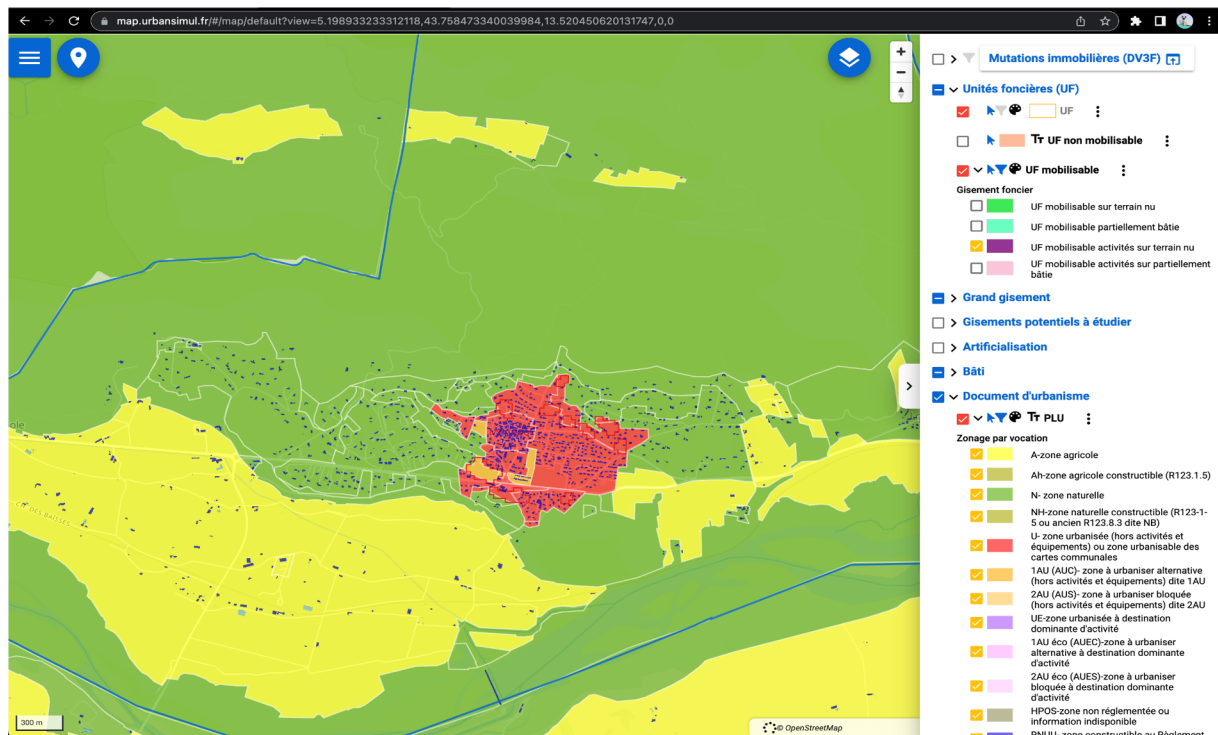 map.urbansimul.fr/#/map/default?view=5.198933233312118,43.758473340039984,13.520450620131747,0,0
Mutations immobilières (DV3F)
Unités foncières (UF)
UF
UF non mobilisable
UF mobilisable
Gisement foncier
UF mobilisable sur terrain nu
UF mobilisable partiellement bâtie
UF mobilisable activités sur terrain nu
UF mobilisable activités sur partiellement
bâtie
Grand gisement
Gisements potentiels à étudier
Artificialisation
Bâti
Document d'urbanisme
PLU
Zonage par vocation
A-zone agricole
Ah-zone agricole constructible (R123.1.5)
N- zone naturelle
NH-zone naturelle constructible (R123-1-
5 ou ancien R123.8.3 dite NB)
U- zone urbanisée (hors activités et
équipements) ou zone urbanisable des
cartes communales
1AU (AUC)- zone à urbaniser alternative
(hors activités et équipements) dite 1AU
2AU (AUS)- zone à urbaniser bloquée
(hors activités et équipements) dite 2AU
UE-zone urbanisée à destination
dominante d'activité
1AU éco (AUEC)-zone à urbaniser
alternative à destination dominante
d'activité
2AU éco (AUES)-zone à urbaniser
bloquée à destination dominante
d'activité
HPOS-zone non réglementée ou
information indisponible
300 m
© OpenStreetMap